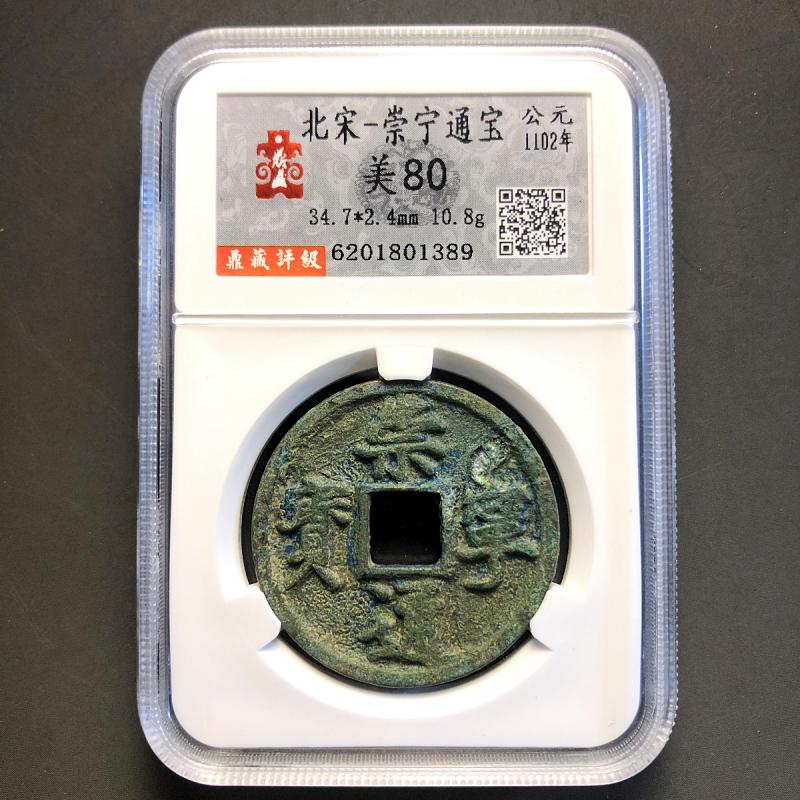 北宋-崇宁通宝
公元
1102年
美80
34.7*2.4mm 10.8g
鼎藏評級
6201801389
崇寧通寶